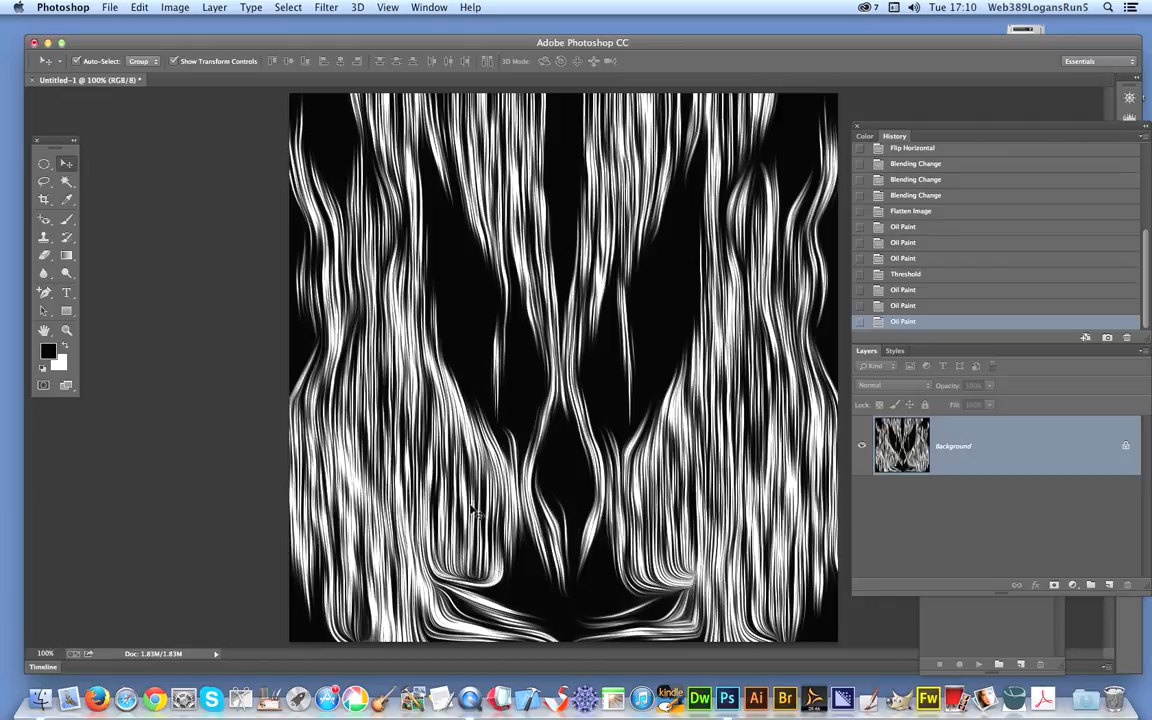 Photoshop File Edit Image Layer Type Select Filter 3D View Window Help 7 Tue 17:10 Web389LogansRun5
Adobe Photoshop CC
Auto-Select: Group Show Transform Controls 3D Mode: Essentials
Untitled-1 @ 100% (RGB/8) *
Color History
Flip Horizontal
Blending Change
Blending Change
Blending Change
Flatten Image
Oil Paint
Oil Paint
Oil Paint
Threshold
Oil Paint
Oil Paint
Oil Paint
Layers Styles
Kind
Normal Opacity: 100%
Lock: Fill: 100%
Background
100% Doc: 1.83M/1.83M
Timeline
kindle Dw Ps Ai Br Fw